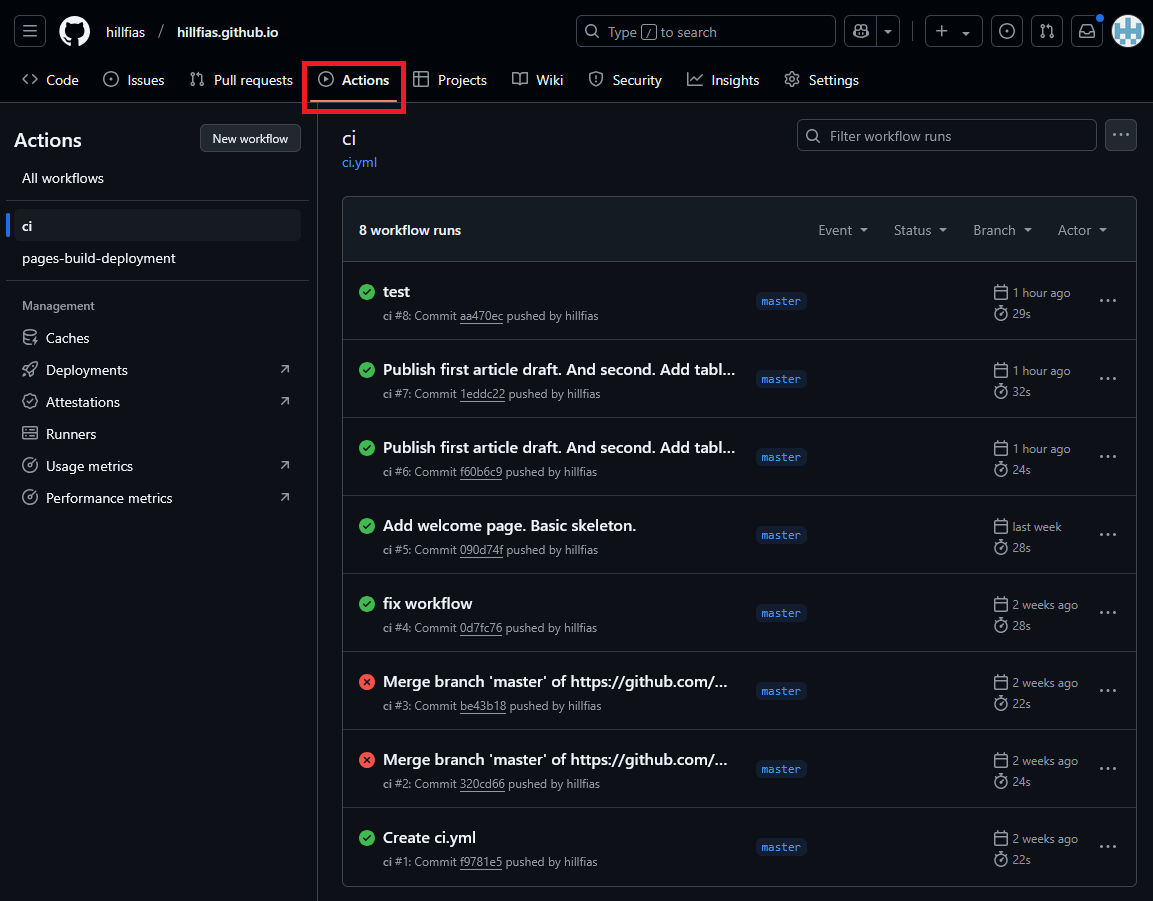 hillfias / hillfias.github.io
Type / to search
Code Issues Pull requests Actions Projects Wiki Security Insights Settings
Actions
New workflow
All workflows
ci
pages-build-deployment
Management
Caches
Deployments
Attestations
Runners
Usage metrics
Performance metrics
ci
ci.yml
Filter workflow runs
8 workflow runs
Event Status Branch Actor
test
ci #8: Commit aa470ec pushed by hillfias
master
1 hour ago
29s
Publish first article draft. And second. Add tabl...
ci #7: Commit 1eddc22 pushed by hillfias
master
1 hour ago
32s
Publish first article draft. And second. Add tabl...
ci #6: Commit f60b6c9 pushed by hillfias
master
1 hour ago
24s
Add welcome page. Basic skeleton.
ci #5: Commit 090d74f pushed by hillfias
master
last week
28s
fix workflow
ci #4: Commit 0d7fc76 pushed by hillfias
master
2 weeks ago
28s
Merge branch 'master' of https://github.com/...
ci #3: Commit be43b18 pushed by hillfias
master
2 weeks ago
22s
Merge branch 'master' of https://github.com/...
ci #2: Commit 320cd66 pushed by hillfias
master
2 weeks ago
24s
Create ci.yml
ci #1: Commit f9781e5 pushed by hillfias
master
2 weeks ago
22s